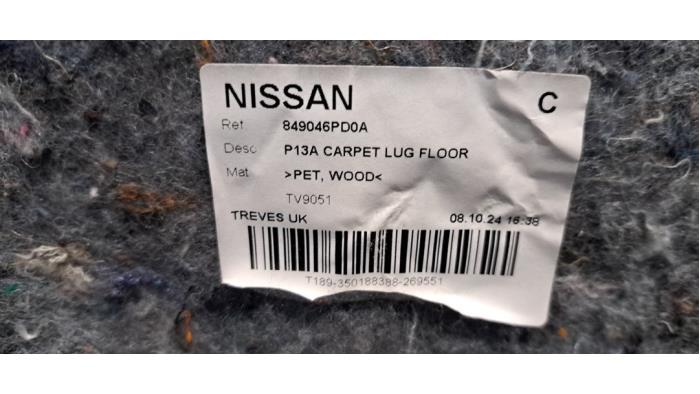 NISSAN C
Ref 849046PD0A
Desc P13A CARPET LUG FLOOR
Mat >PET, WOOD<
TV9051
TREVES UK 08.10.24 16:38
T189-350188388-269551